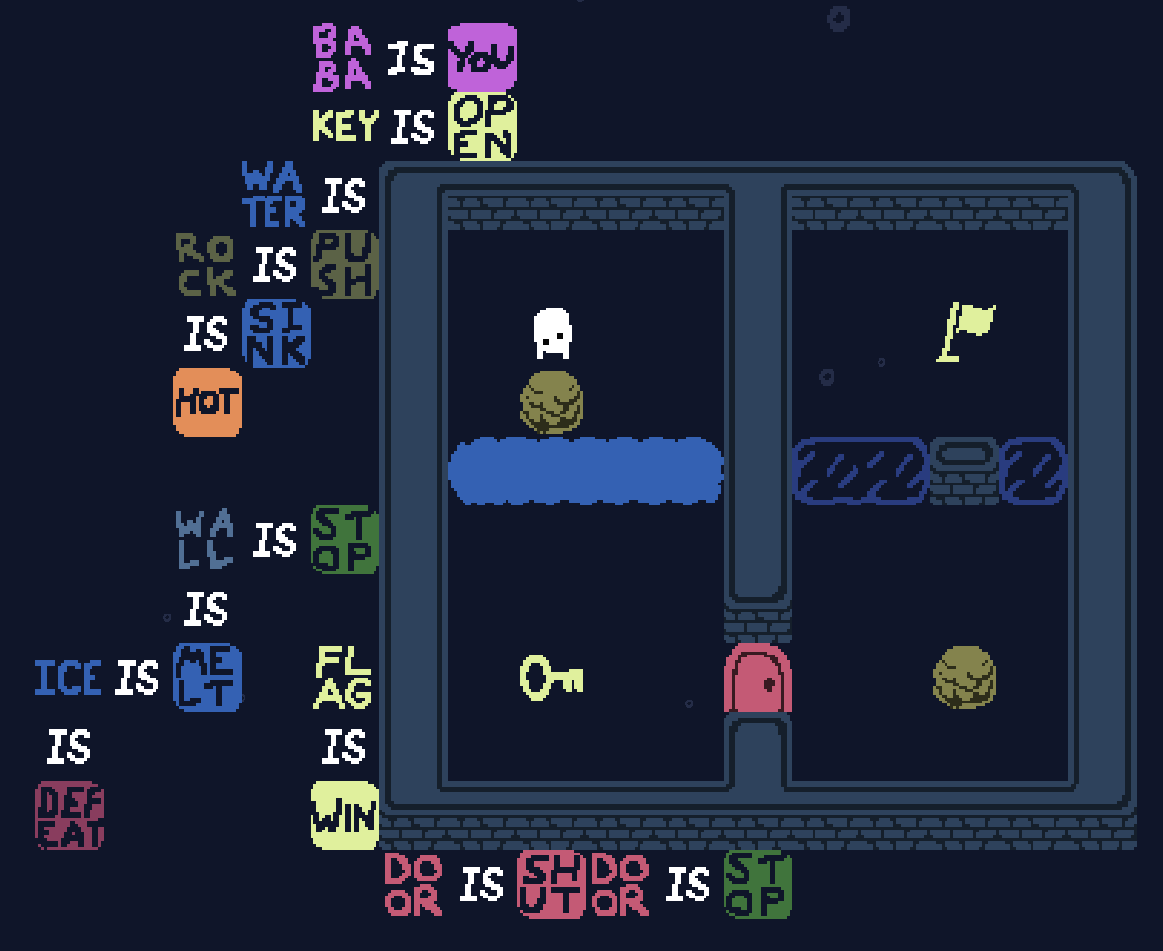 BABA IS YOU
KEY IS OPEN
WATER IS
ROCK IS PUSH
IS SINK
HOT
WALL IS STOP
IS
ICE IS MELT FLAG
IS IS
DEFEAT WIN
DOOR IS SHUT DOOR IS STOP